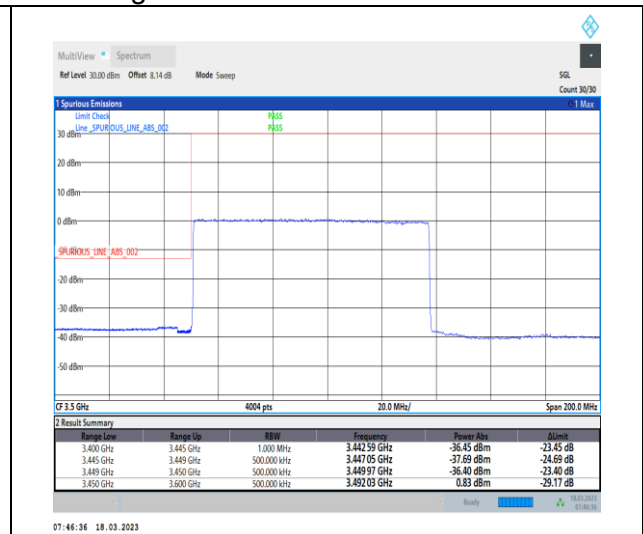 MultiView Spectrum
Ref Level 30.00 dBm Offset 8.14 dB Mode Sweep SGL
Count 30/30
1 Spurious Emissions 1 Max
Limit Check PASS
Line _SPURIOUS_LINE_ABS_002 PASS
30 dBm
20 dBm
10 dBm
0 dBm
_SPURIOUS_LINE_ABS_002
-20 dBm
-30 dBm
-40 dBm
-50 dBm
CF 3.5 GHz 4004 pts 20.0 MHz/ Span 200.0 MHz
2 Result Summary
Range Low Range Up RBW Frequency Power Abs ΔLimit
3.400 GHz 3.445 GHz 1.000 MHz 3.442 59 GHz -36.45 dBm -23.45 dB
3.445 GHz 3.449 GHz 500.000 kHz 3.447 05 GHz -37.69 dBm -24.69 dB
3.449 GHz 3.450 GHz 500.000 kHz 3.449 97 GHz -36.40 dBm -23.40 dB
3.450 GHz 3.600 GHz 500.000 kHz 3.492 03 GHz 0.83 dBm -29.17 dB
Ready 18.03.2023
07:46:36
07:46:36 18.03.2023